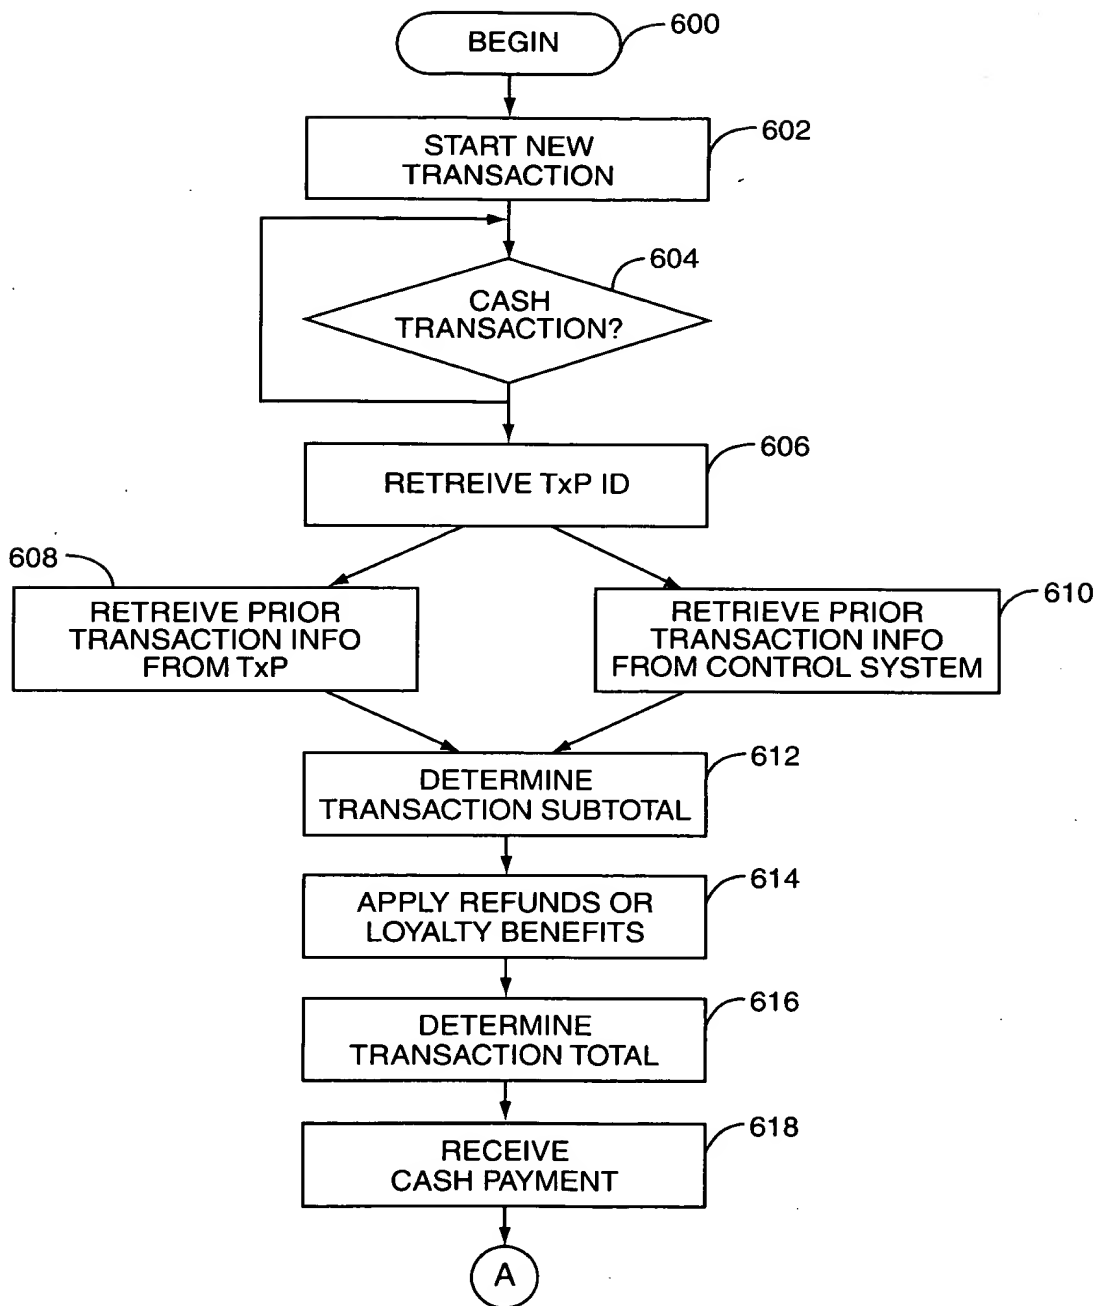 BEGIN
600
START NEW
TRANSACTION
602
CASH
TRANSACTION?
604
RETREIVE TxP ID
606
608
RETREIVE PRIOR
TRANSACTION INFO
FROM TxP
RETRIEVE PRIOR
TRANSACTION INFO
FROM CONTROL SYSTEM
610
DETERMINE
TRANSACTION SUBTOTAL
612
APPLY REFUNDS OR
LOYALTY BENEFITS
614
DETERMINE
TRANSACTION TOTAL
616
RECEIVE
CASH PAYMENT
618
A